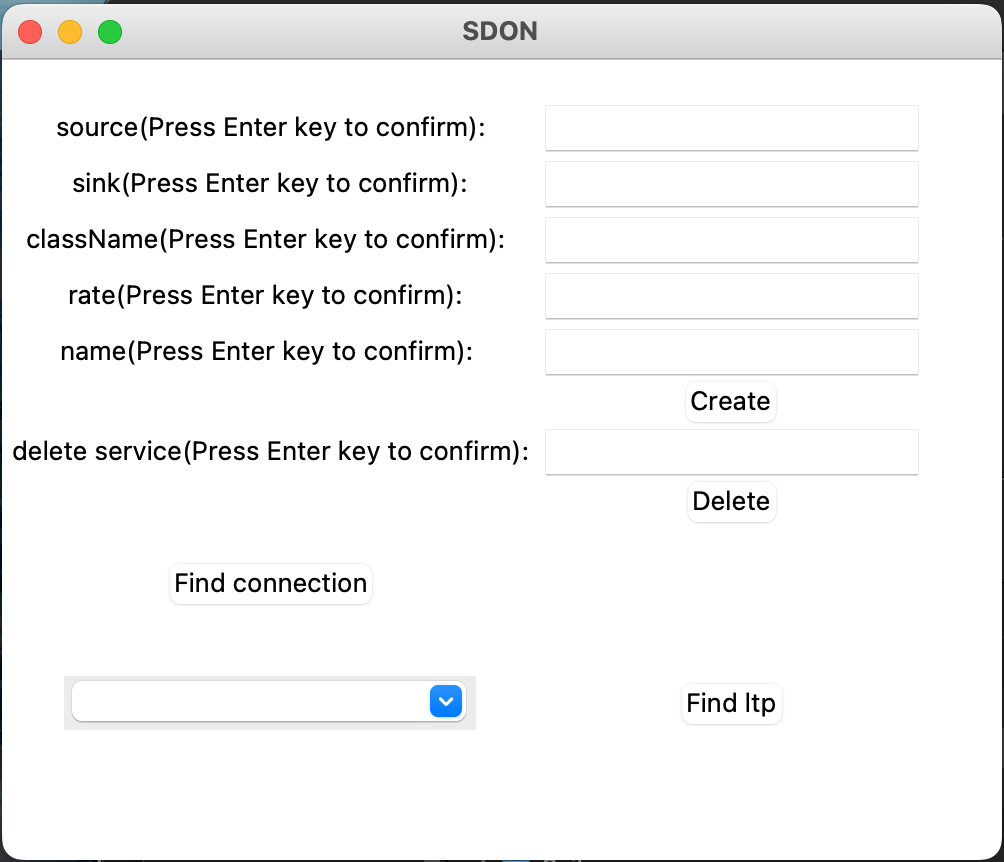 SDON
source(Press Enter key to confirm):
sink(Press Enter key to confirm):
className(Press Enter key to confirm):
rate(Press Enter key to confirm):
name(Press Enter key to confirm):
Create
delete service(Press Enter key to confirm):
Delete
Find connection
Find ltp